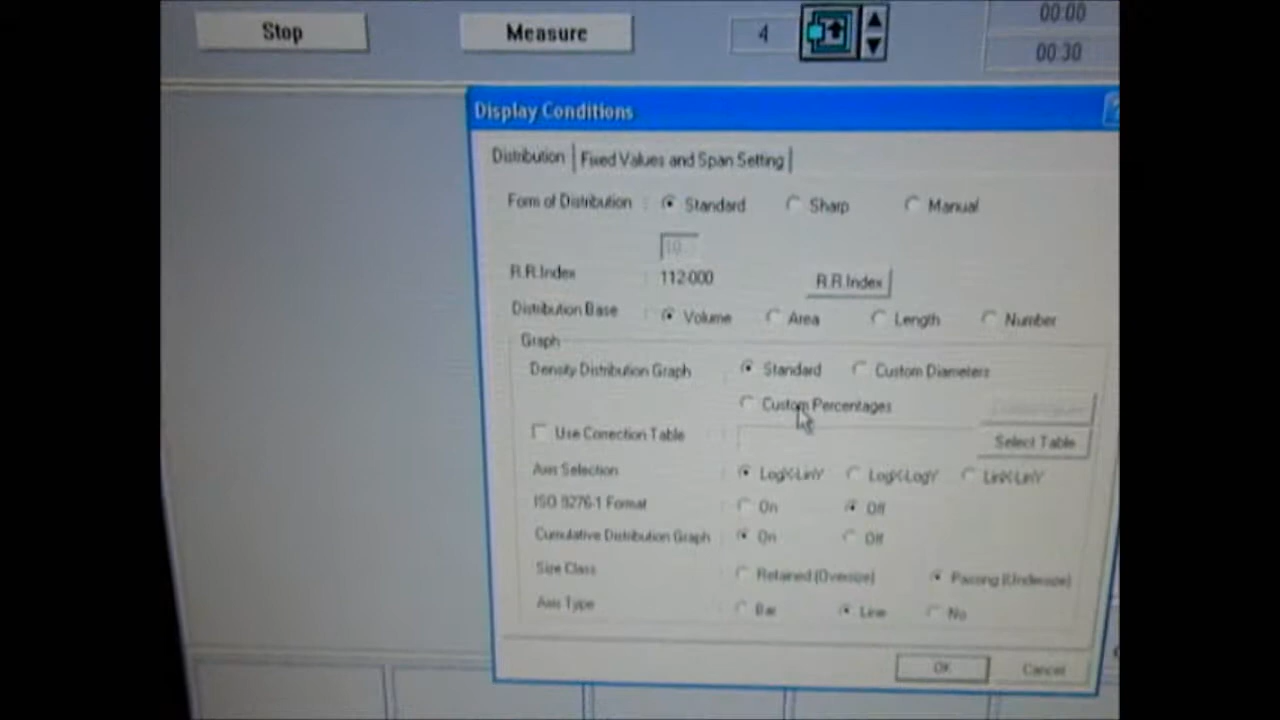 Stop Measure 4 00:00
00:30
Display Conditions
Distribution Fixed Values and Span Setting
Form of Distribution : Standard Sharp Manual
10
R.R.Index : 112-000 R.R.Index
Distribution Base : Volume Area Length Number
Graph
Density Distribution Graph : Standard Custom Diameters
Custom Percentages
Use Correction Table : Select Table
Axis Selection : LogX-LinY LogX-LogY LinX-LinY
ISO 9276-1 Format : On Off
Cumulative Distribution Graph : On Off
Size Class : Retained (Oversize) Passing (Undersize)
Axis Type : Bar Line No
OK Cancel